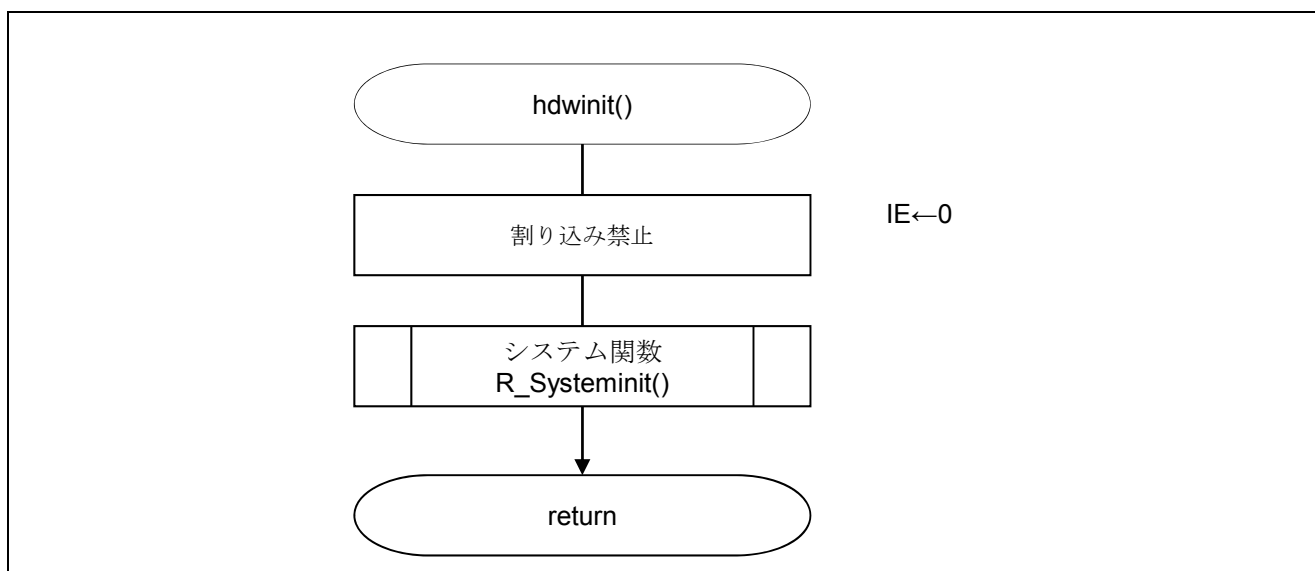 hdwinit()
割り込み禁止
IE←0
システム関数
R_Systeminit()
return